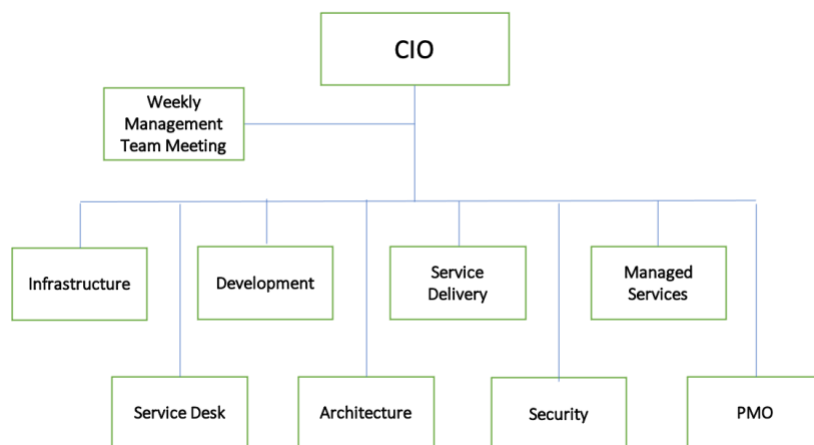 CIO
Weekly
Management
Team Meeting
Infrastructure
Development
Service
Delivery
Managed
Services
Service Desk
Architecture
Security
PMO